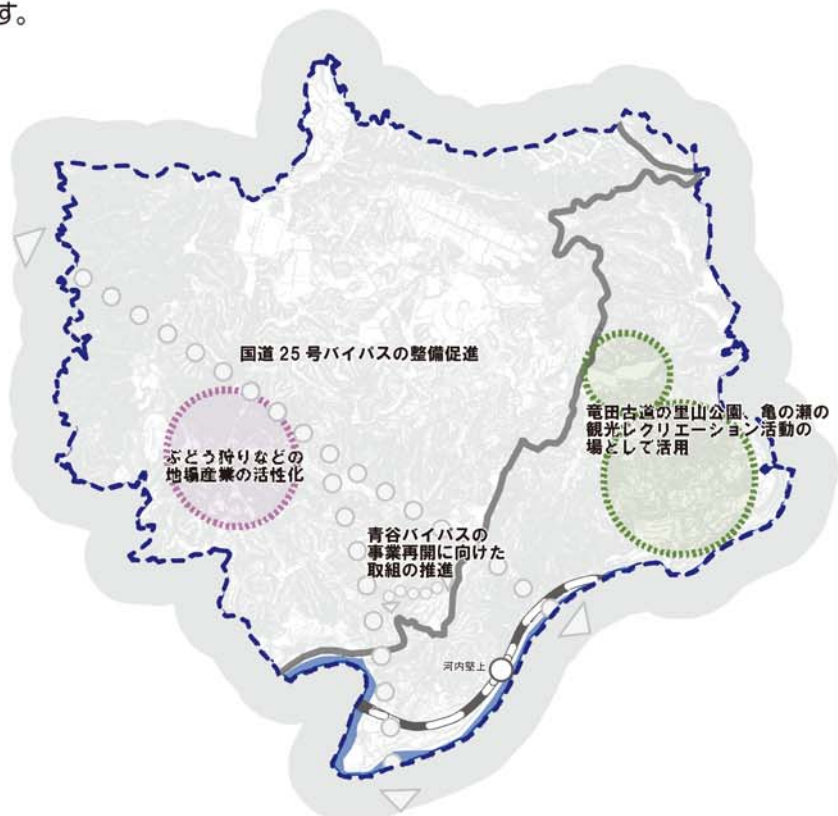 す。
国道 25 号バイパスの整備促進
竜田古道の里山公園、亀の瀬の
観光レクリエーション活動の
場として活用
ぶどう狩りなどの
地場産業の活性化
青谷バイパスの
事業再開に向けた
取組の推進
河内堅上